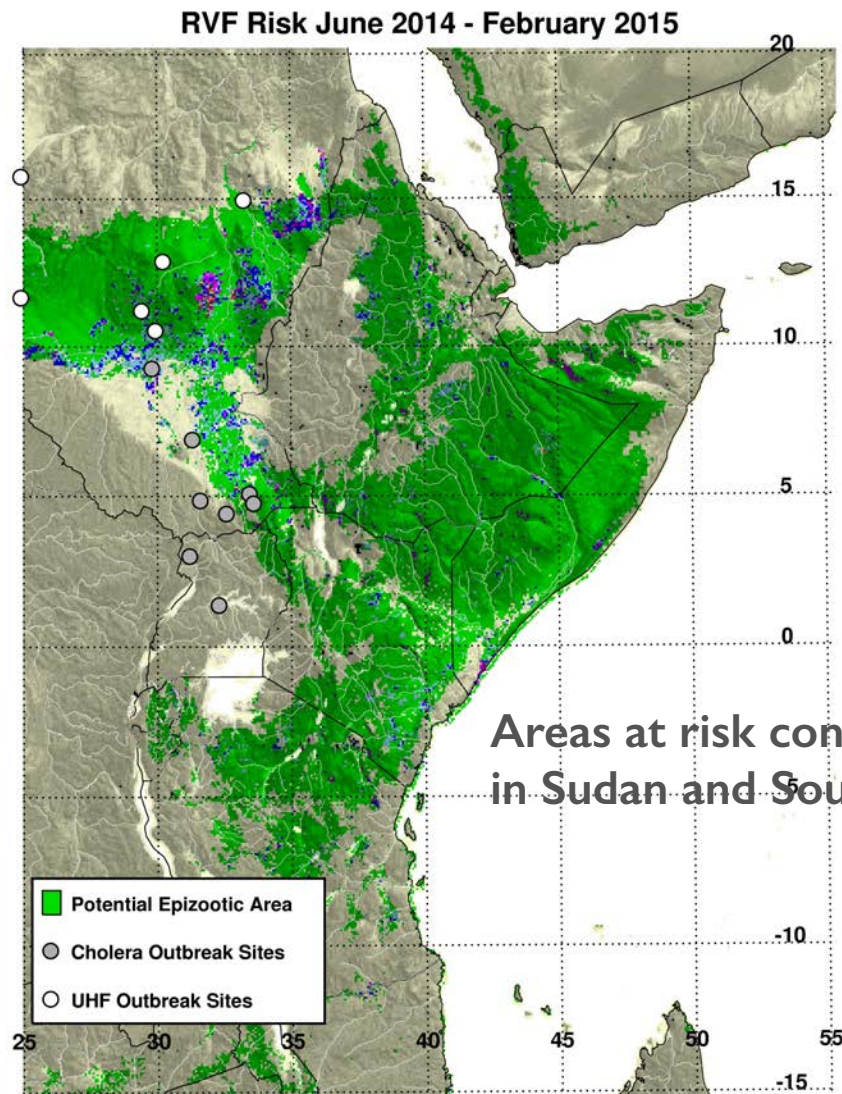 RVF Risk June 2014 - February 2015
20
15
10
5
0
Areas at risk con
in Sudan and Sou
-5
Potential Epizootic Area
Cholera Outbreak Sites
UHF Outbreak Sites
-10
25
30
35
40
45
50
55
-15